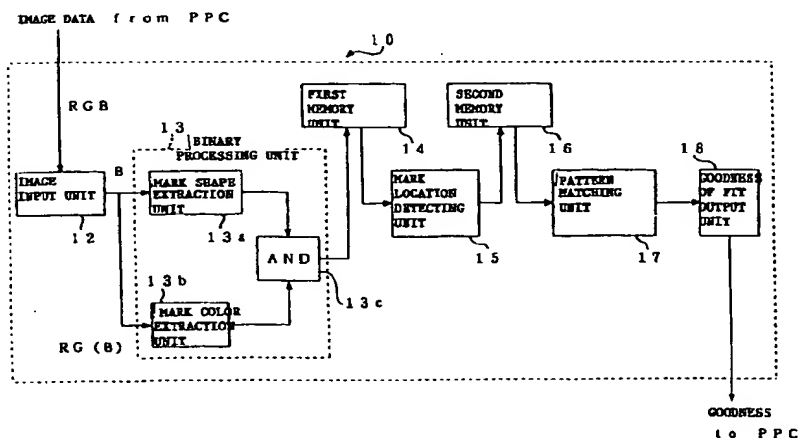 IMAGE DATA from PPC
10
RGB
FIRST
MEMORY
UNIT
14
SECOND
MEMORY
UNIT
16
13
BINARY
PROCESSING UNIT
IMAGE
INPUT UNIT
12
B
MARK SHAPE
EXTRACTION
UNIT
13a
MARK
LOCATION
DETECTING
UNIT
15
PATTERN
MATCHING
UNIT
17
18
GOODNESS
OF FIT
OUTPUT
UNIT
AND
13c
13b
MARK COLOR
EXTRACTION
UNIT
RG (B)
GOODNESS
to PPC